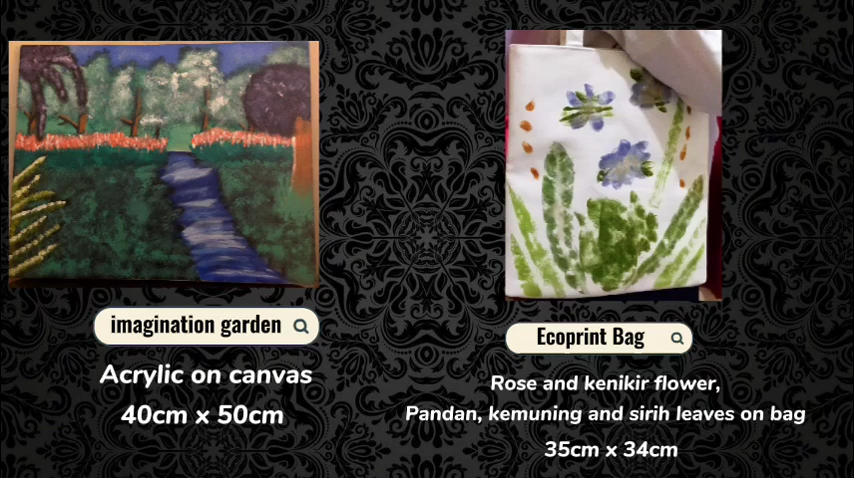 imagination garden
Acrylic on canvas
40cm x 50cm
Ecoprint Bag
Rose and kenikir flower,
Pandan, kemuning and sirih leaves on bag
35cm x 34cm